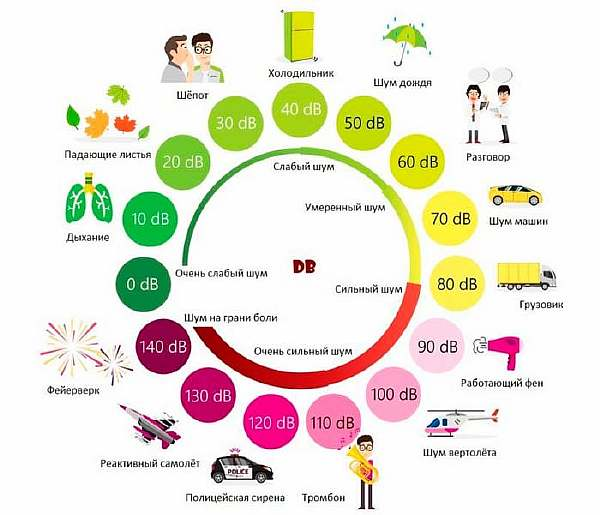 Холодильник
Шум дождя
Шёпот
30 dB
40 dB
50 dB
Падающие листья
20 dB
60 dB
Разговор
Слабый шум
Дыхание
10 dB
Умеренный шум
70 dB
Шум машин
0 dB
Очень слабый шум
DB
Сильный шум
80 dB
Грузовик
Шум на грани боли
Фейерверк
140 dB
Очень сильный шум
90 dB
Работающий фен
130 dB
100 dB
120 dB
110 dB
Шум вертолёта
Реактивный самолёт
POLICE
Полицейская сирена
Тромбон